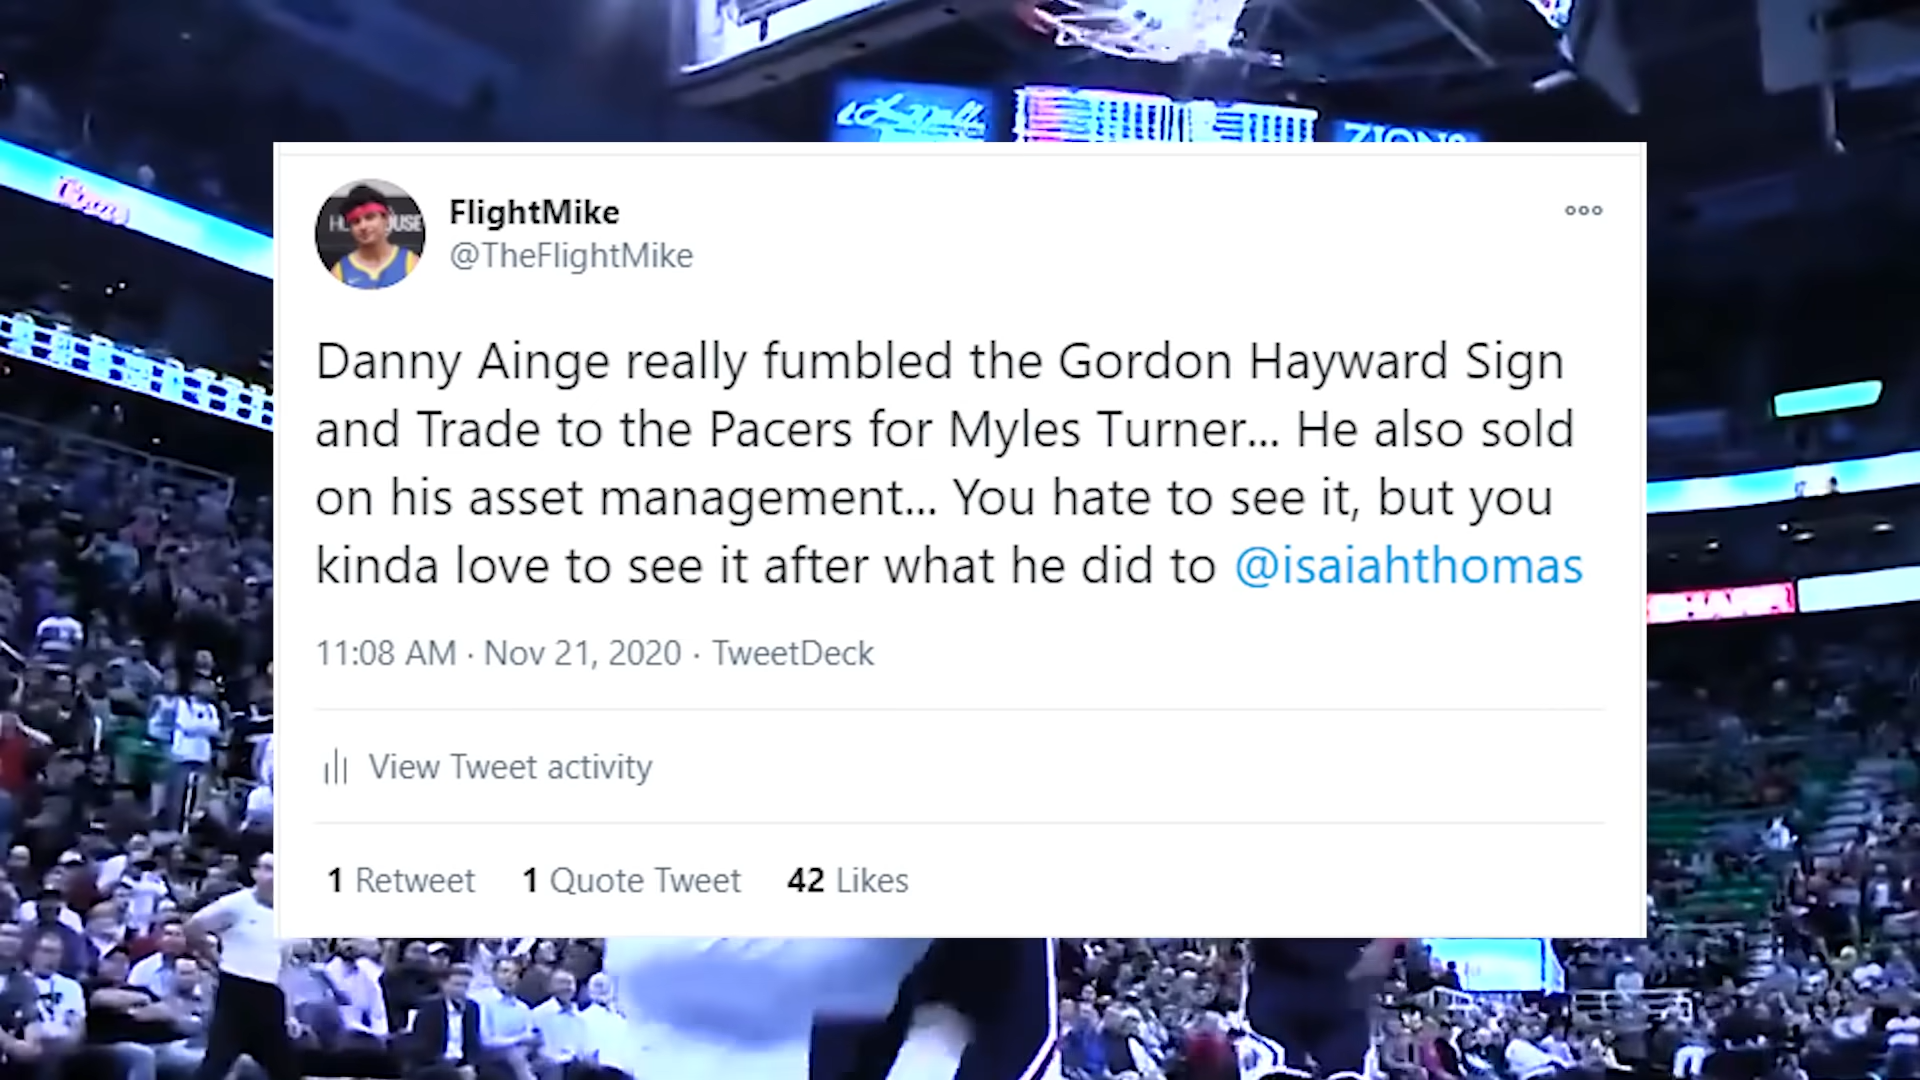 ZIONS
FlightMike
@TheFlightMike
Danny Ainge really fumbled the Gordon Hayward Sign
and Trade to the Pacers for Myles Turner... He also sold
on his asset management... You hate to see it, but you
kinda love to see it after what he did to @isaiahthomas
11:08 AM · Nov 21, 2020 · TweetDeck
View Tweet activity
1 Retweet 1 Quote Tweet 42 Likes